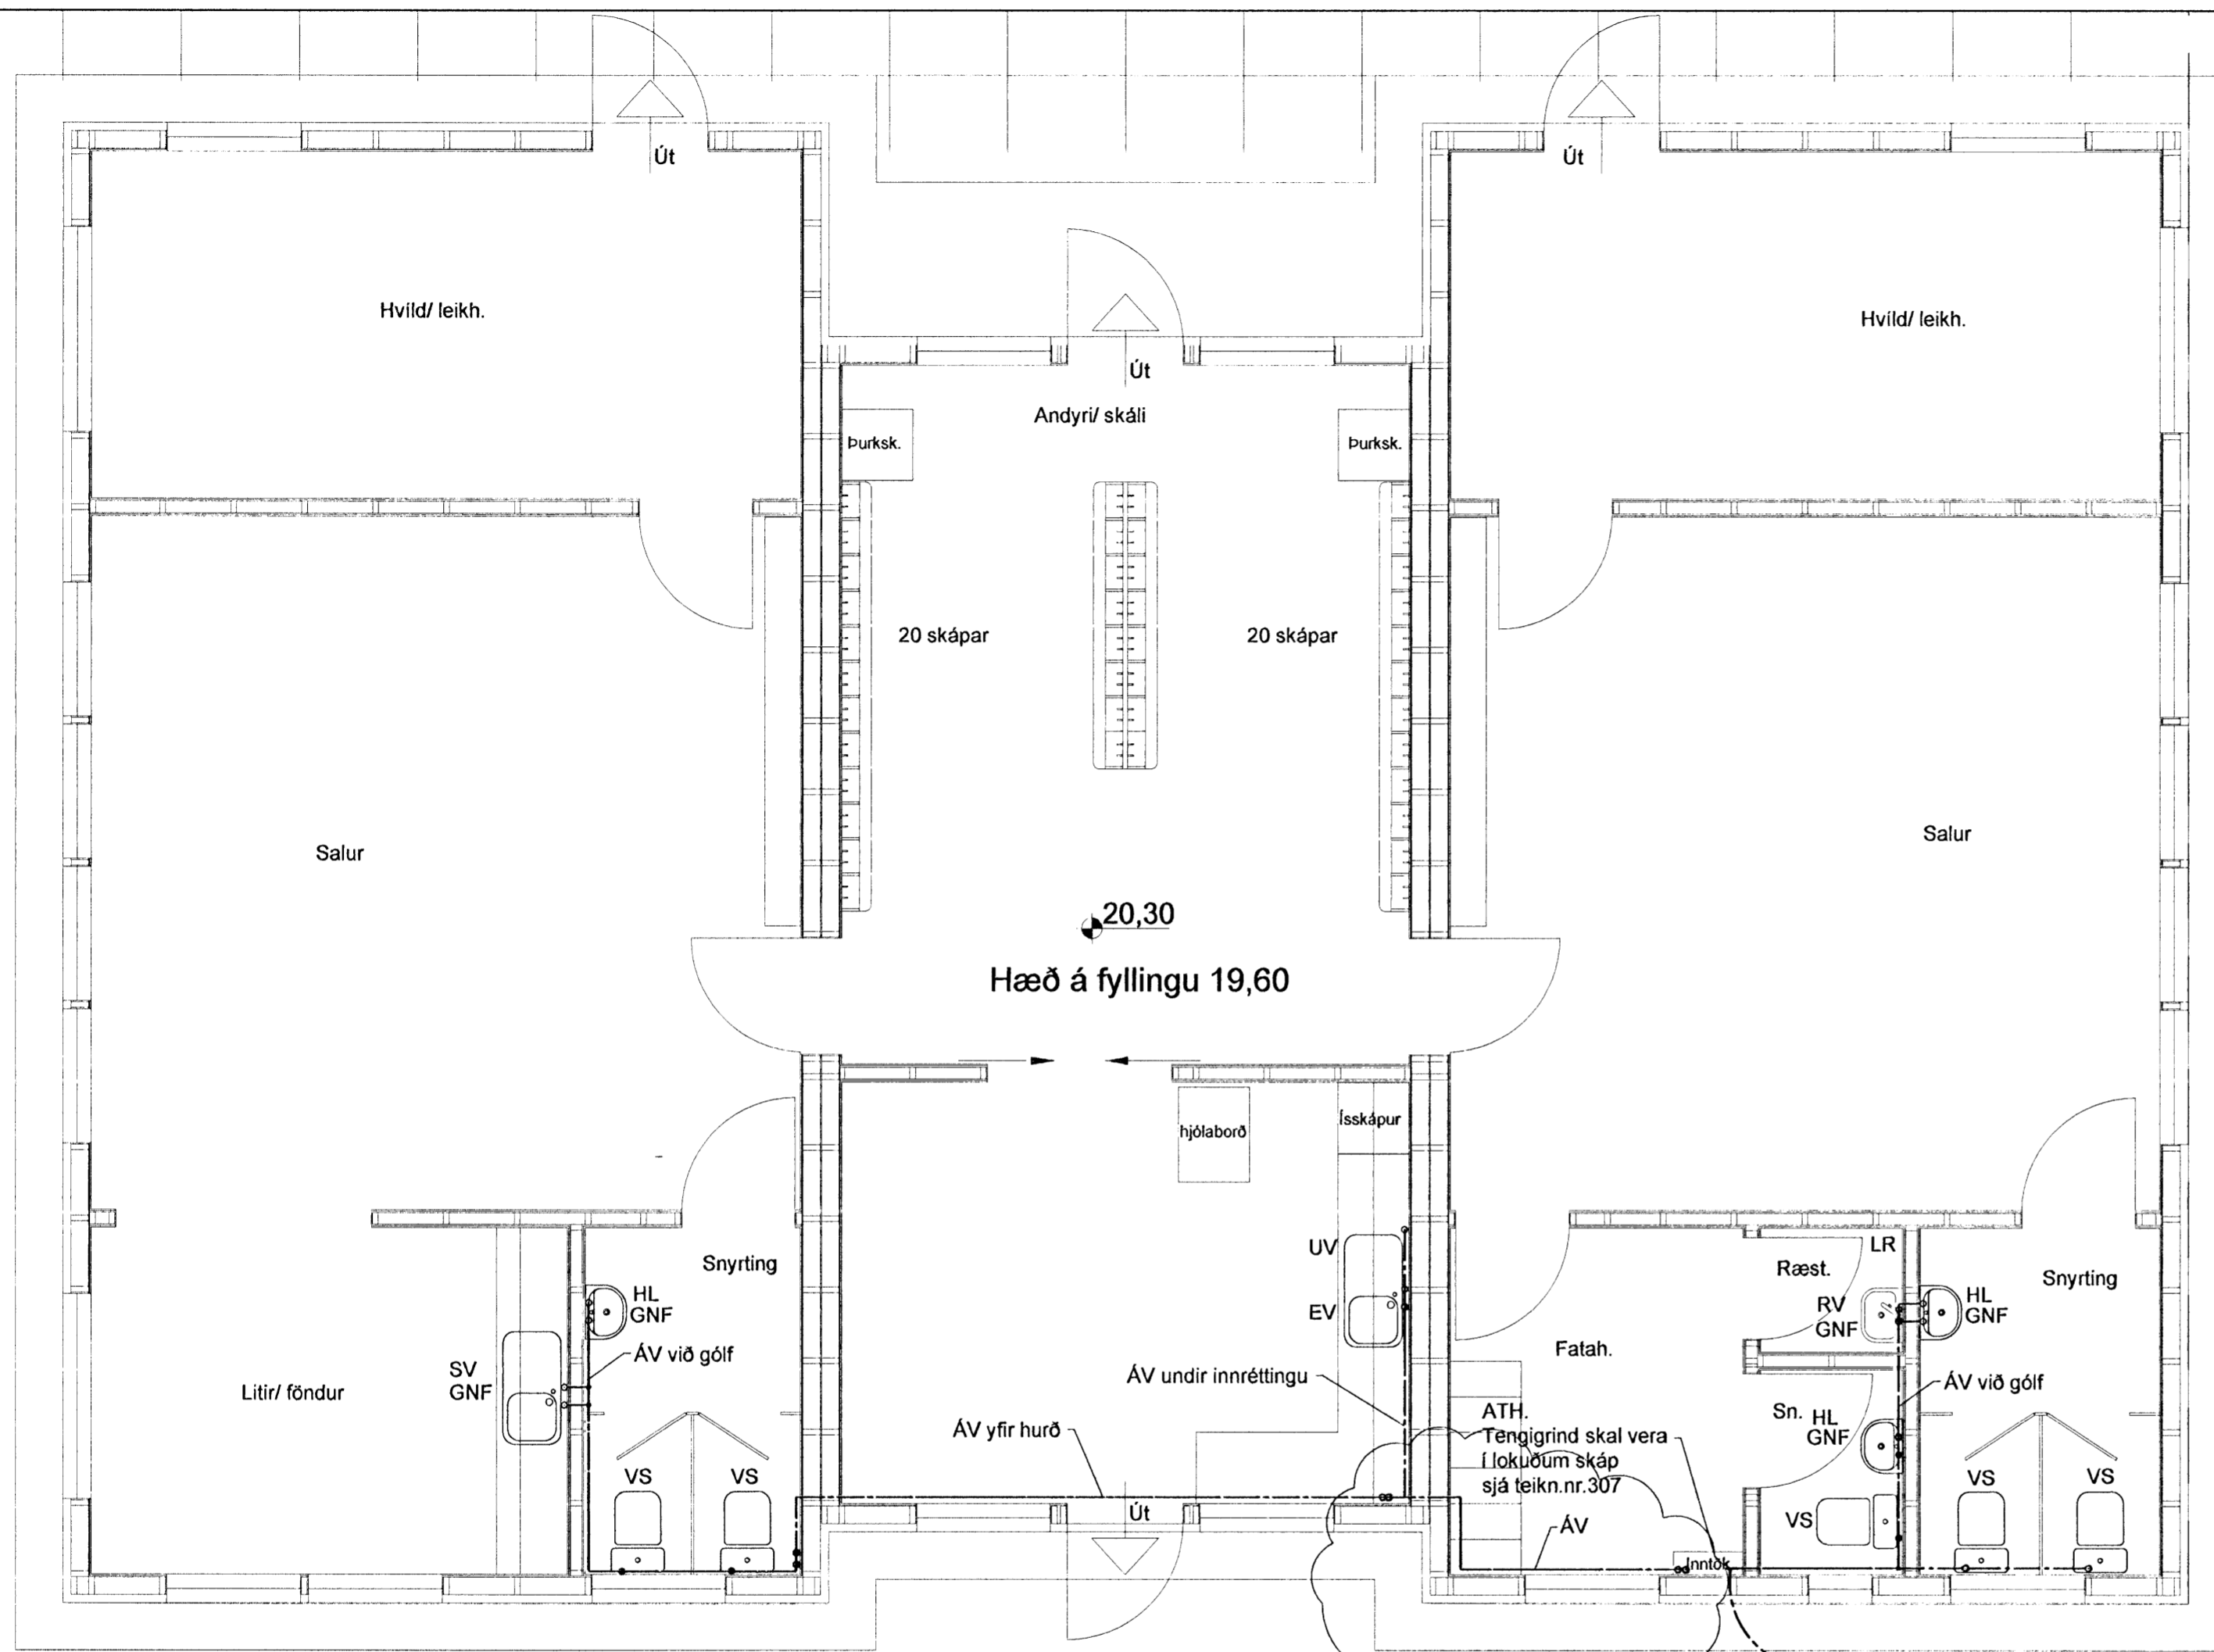 Út
Út
Hvíld/ leikh.
Hvíld/ leikh.
Út
Andyri/ skáli
Þurksk.
Þurksk.
20 skápar
20 skápar
Salur
Salur
20,30
Hæð á fyllingu 19,60
hjólaborð
Ísskápur
Snyrting
HL
GNF
ÁV við gólf
SV
GNF
Litir/ föndur
VS
VS
UV
EV
ÁV undir innréttingu
ÁV yfir hurð
Út
LR
Ræst.
RV
GNF
HL
GNF
Snyrting
Fatah.
ÁV við gólf
ATH.
Tengigrind skal vera
í lokuðum skáp
sjá teikn.nr.307
Sn.
HL
GNF
VS
VS
VS
ÁV
Inntök